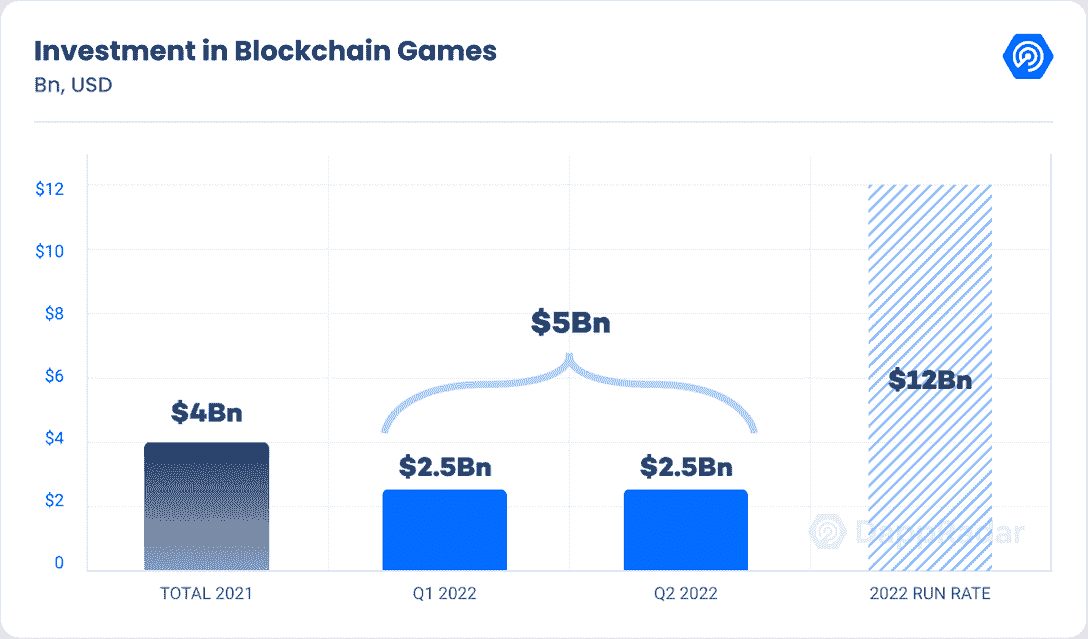 Investment in Blockchain Games
Bn, USD
$12
$10
$8
$6
$4
$2
0
$4Bn
$2.5Bn
$5Bn
$2.5Bn
$12Bn
DappRadar
TOTAL 2021
Q1 2022
Q2 2022
2022 RUN RATE